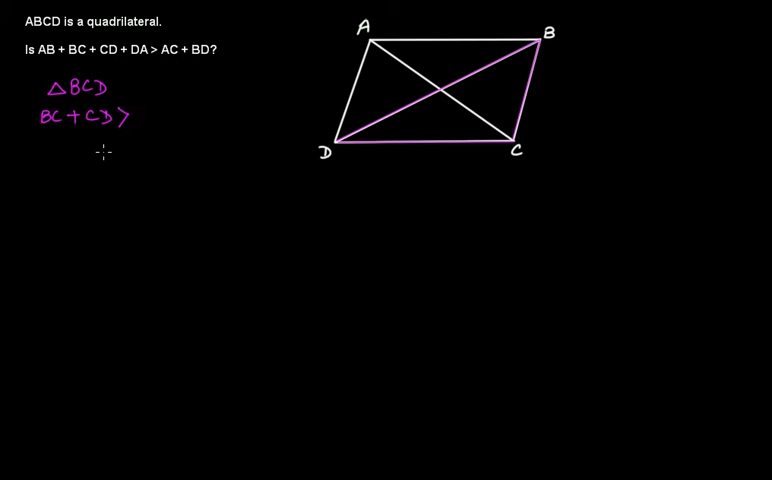 ABCD is a quadrilateral.
Is AB + BC + CD + DA > AC + BD?
△BCD
BC + CD >
A
B
D
C